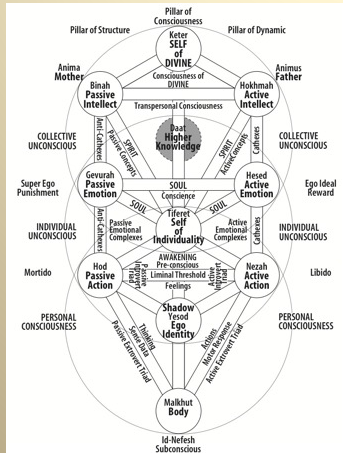 Pillar of
Consciousness
Pillar of Structure
Pillar of Dynamic
Keter
SELF
of
DIVINE
Anima
Mother
Animus
Father
Consciousness of
DIVINE
Binah
Passive
Intellect
Hokhmah
Active
Intellect
Transpersonal Consciousness
Daat
Higher
Knowledge
Anti-Cathexes
SPIRIT
Passive Concepts
SPIRIT
Active Concepts
Cathexes
COLLECTIVE
UNCONSCIOUS
COLLECTIVE
UNCONSCIOUS
Super Ego
Punishment
Gevurah
Passive
Emotion
SOUL
Conscience
Hesed
Active
Emotion
Ego Ideal
Reward
SOUL
SOUL
Tiferet
Self
of
Individuality
INDIVIDUAL
UNCONSCIOUS
Anti-Cathexes
Passive
Emotional
Complexes
Active
Emotional
Complexes
Cathexes
INDIVIDUAL
UNCONSCIOUS
AWAKENING
Pre-conscious
Mortido
Hod
Passive
Action
Passive
Introvert
Triad
Liminal Threshold
Feelings
Active
Introvert
Triad
Nezah
Active
Action
Libido
PERSONAL
CONSCIOUSNESS
Shadow
Yesod
Ego
Identity
PERSONAL
CONSCIOUSNESS
Thinking
Sense Data
Passive Extrovert Triad
Actions
Motor Response
Active Extrovert Triad
Malkhut
Body
Id-Nefesh
Subconscious